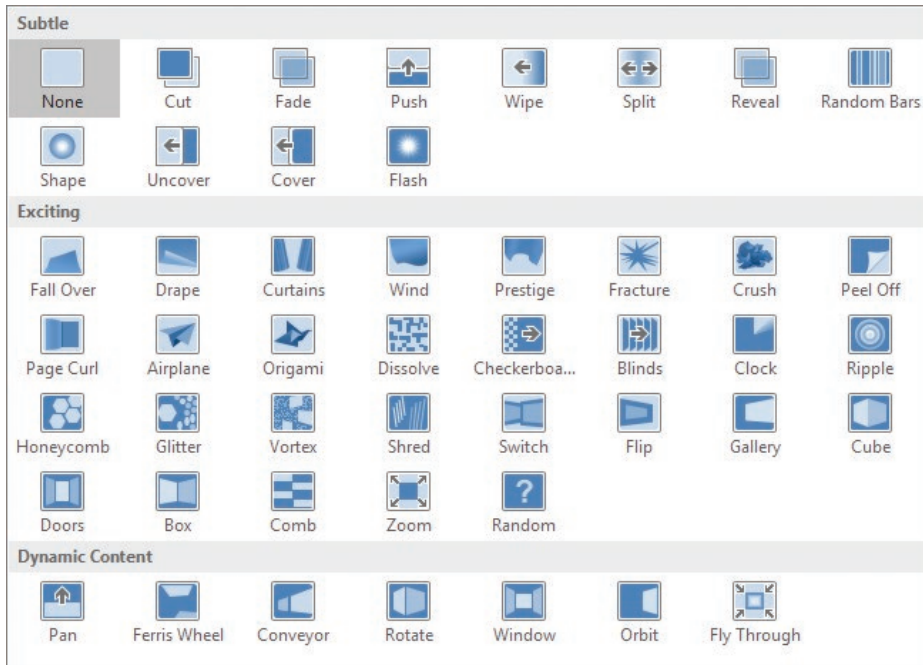 Subtle
None Cut Fade Push Wipe Split Reveal Random Bars
Shape Uncover Cover Flash
Exciting
Fall Over Drape Curtains Wind Prestige Fracture Crush Peel Off
Page Curl Airplane Origami Dissolve Checkerboa... Blinds Clock Ripple
?
Honeycomb Glitter Vortex Shred Switch Flip Gallery Cube
Doors Box Comb Zoom Random
Dynamic Content
Pan Ferris Wheel Conveyor Rotate Window Orbit Fly Through